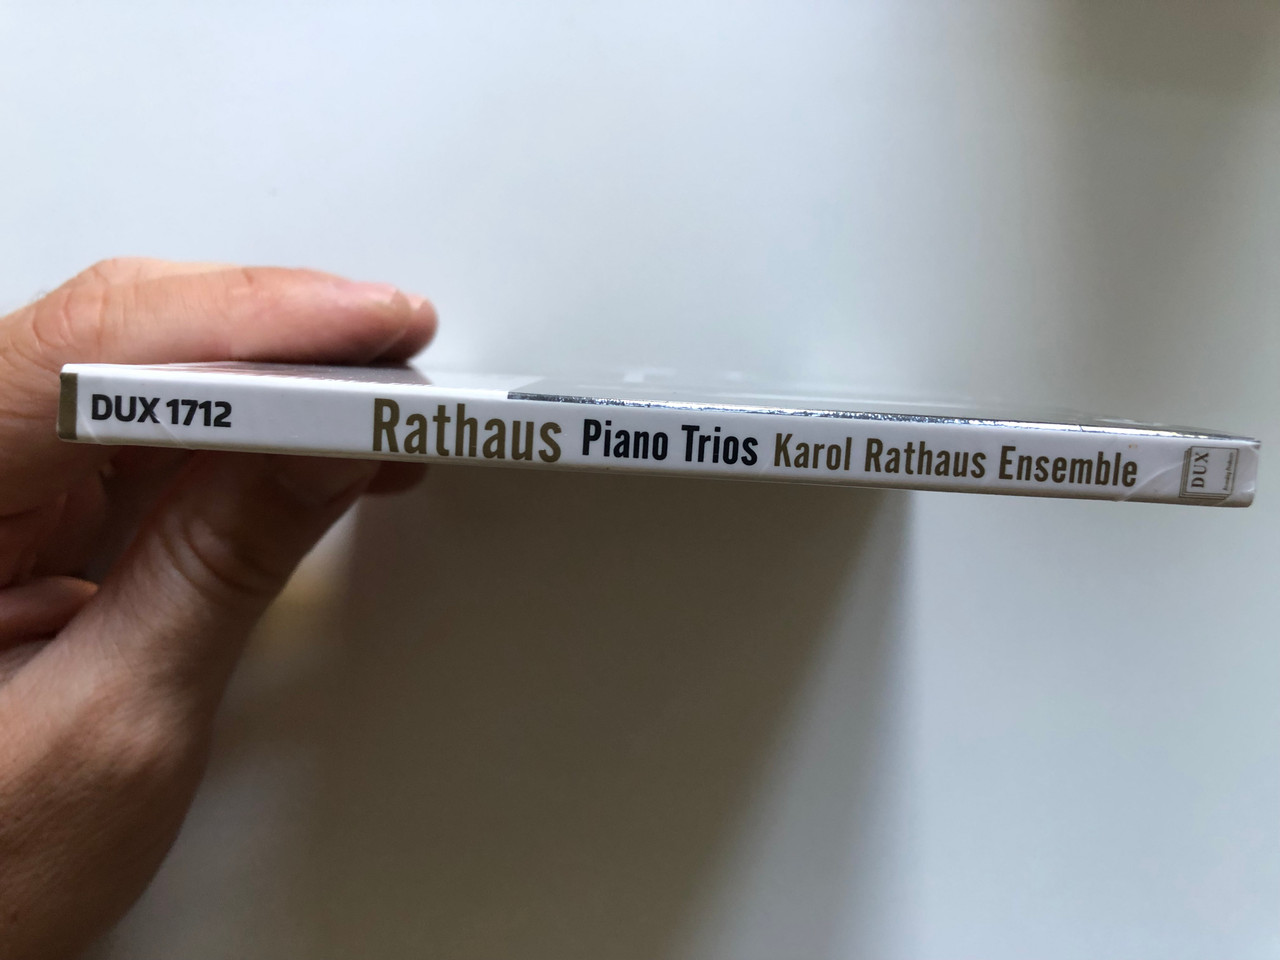 DUX 1712 Rathaus Piano Trios Karol Rathaus Ensemble
DUX